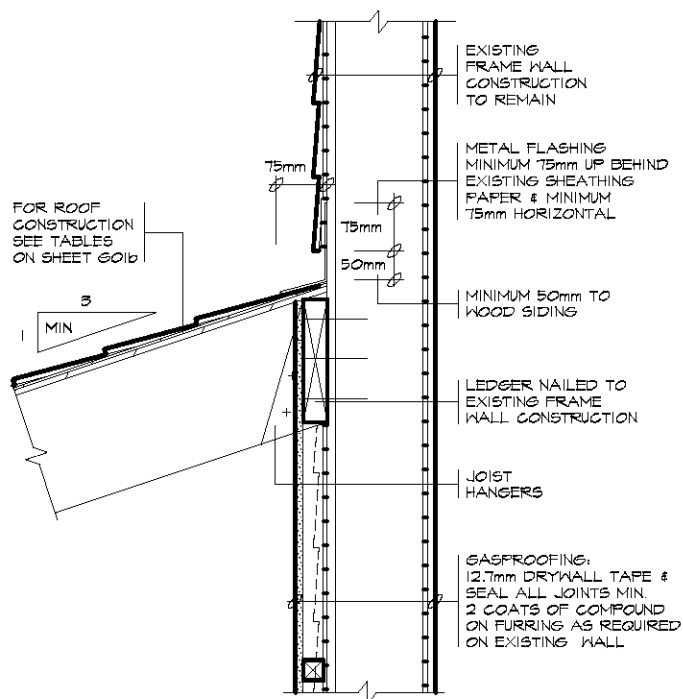 EXISTING
FRAME WALL
CONSTRUCTION
TO REMAIN
75mm
METAL FLASHING
MINIMUM 75mm UP BEHIND
EXISTING SHEATHING
PAPER & MINIMUM
75mm HORIZONTAL
FOR ROOF
CONSTRUCTION
SEE TABLES
ON SHEET G01b
75mm
50mm
3
1
MIN
MINIMUM 50mm TO
WOOD SIDING
LEDGER NAILED TO
EXISTING FRAME
WALL CONSTRUCTION
JOIST
HANGERS
GASPROOFING:
12.7mm DRYWALL TAPE &
SEAL ALL JOINTS MIN.
2 COATS OF COMPOUND
ON FURRING AS REQUIRED
ON EXISTING WALL